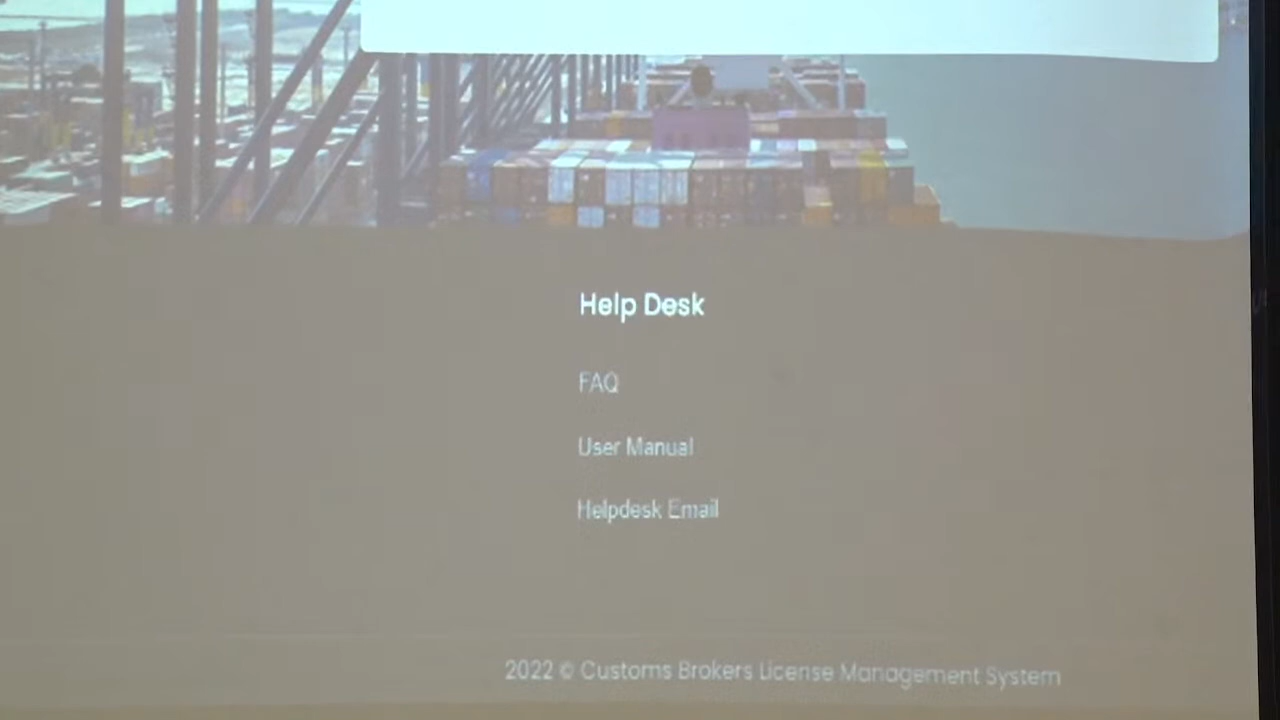 Help Desk
FAQ
User Manual
Helpdesk Email
2022 © Customs Brokers License Management System